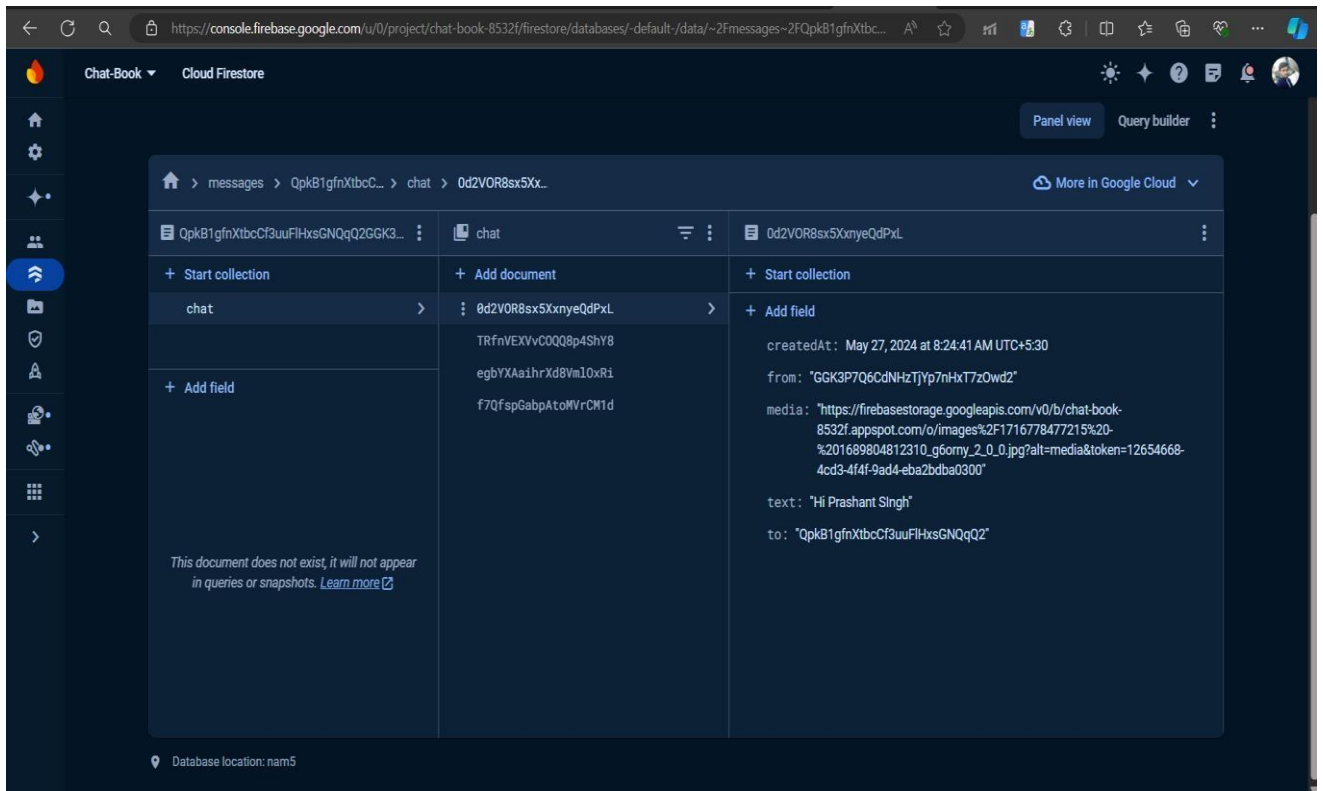 https://console.firebase.google.com/u/0/project/chat-book-8532f/firestore/databases/-default-/data/~2Fmessages~2FQpkB1gfnXtbc...
Chat-Book Cloud Firestore
Panel view Query builder
messages > QpkB1gfnXtbcC... > chat > 0d2VOR8sx5Xx...
More in Google Cloud
QpkB1gfnXtbcCf3uuFlHxsGNQqQ2GGK3...
chat
0d2VOR8sx5XxnyeQdPxL
+ Start collection
+ Add document
+ Start collection
chat
0d2VOR8sx5XxnyeQdPxL
TRfnVEXVvCOQQ8p4ShY8
egbYXAaihrXd8VmlOxRi
f7QfspGabpAtoMVrCM1d
+ Add field
+ Add field
createdAt: May 27, 2024 at 8:24:41 AM UTC+5:30
from: "GGK3P7Q6CdNHzTjYp7nHxT7zOwd2"
media: "https://firebasestorage.googleapis.com/v0/b/chat-book-
8532f.appspot.com/o/images%2F1716778477215%20-
%201689804812310_g6orny_2_0_0.jpg?alt=media&token=12654668-
4cd3-4f4f-9ad4-eba2bdba0300"
text: "Hi Prashant SIngh"
to: "QpkB1gfnXtbcCf3uuFlHxsGNQqQ2"
This document does not exist, it will not appear
in queries or snapshots. Learn more
Database location: nam5